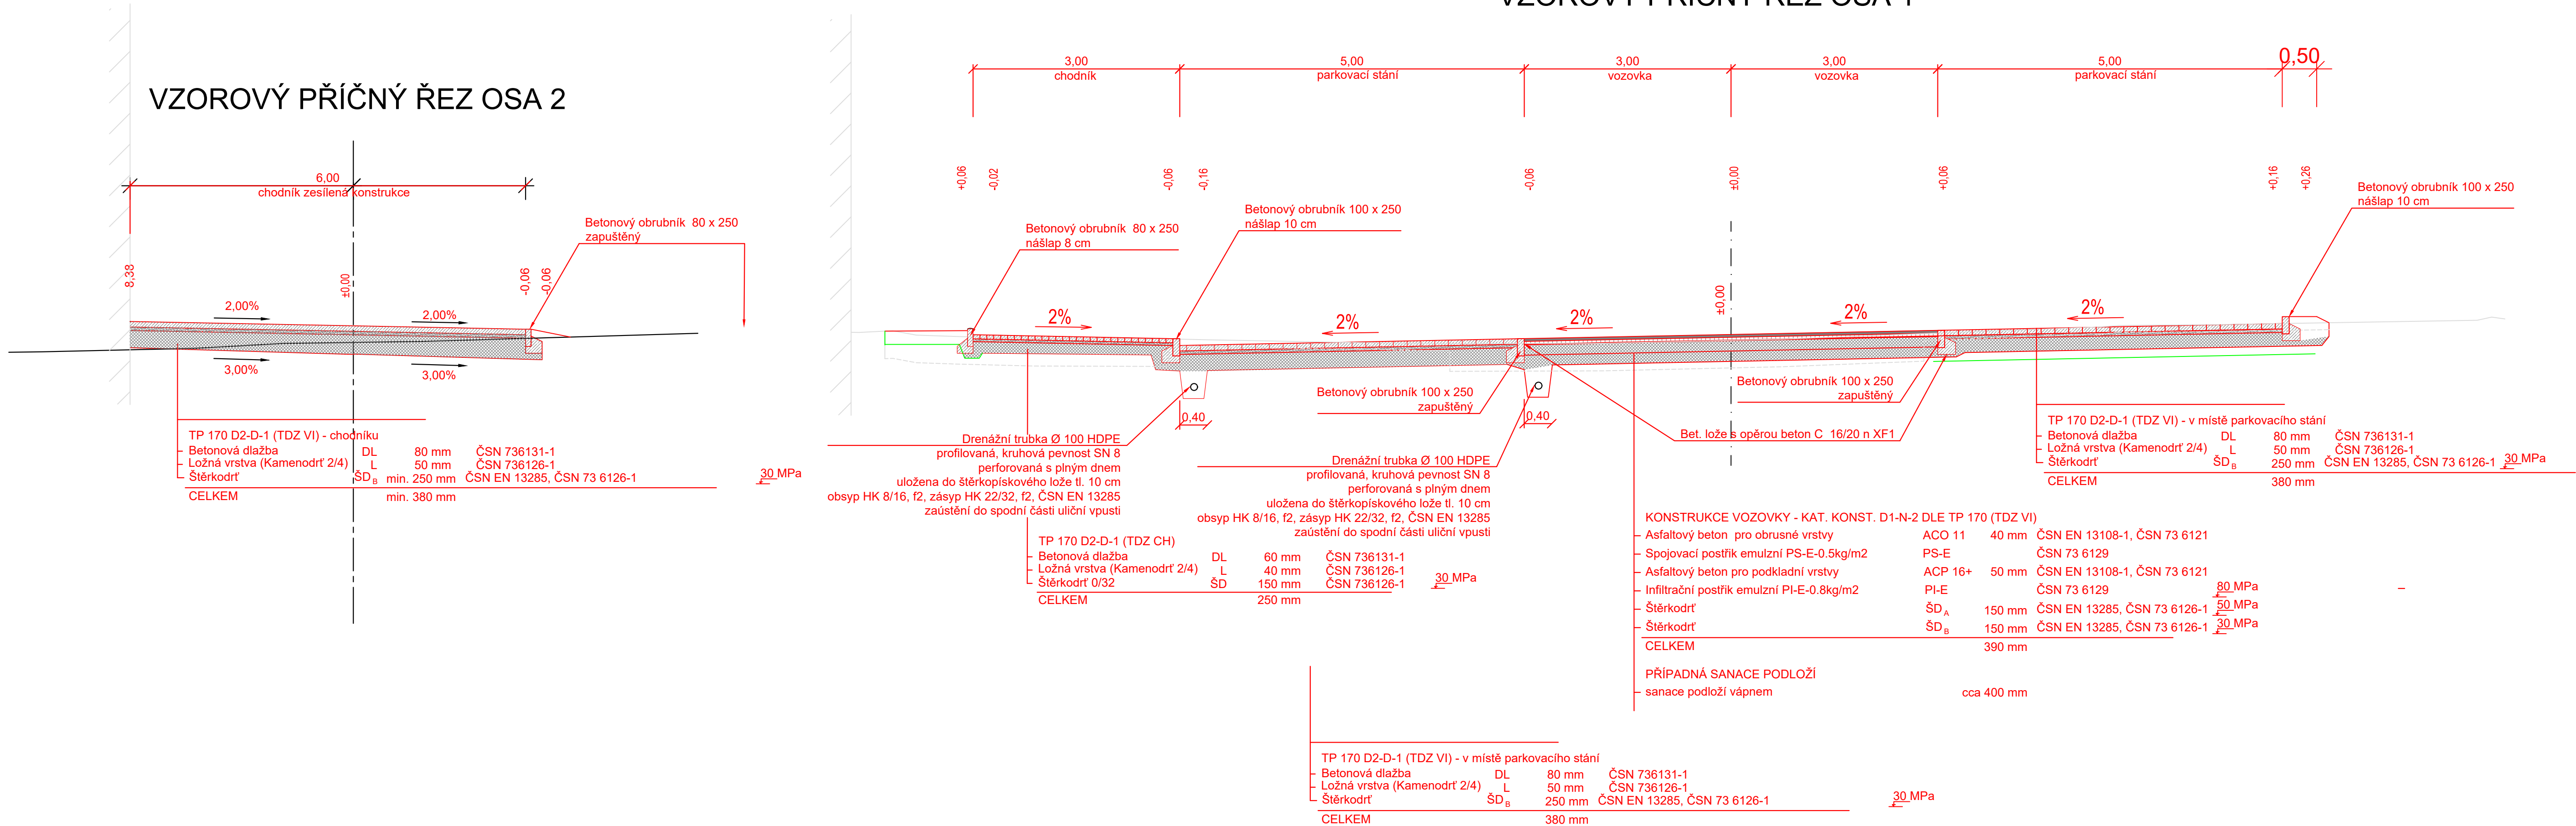 VZOROVÝ PŘÍČNÝ ŘEZ OSA 2
6,00
chodník zesílená konstrukce
Betonový obrubník 80 x 250
zapuštěný
8,38
±0,00
-0,06
-0,06
2,00%
2,00%
3,00%
3,00%
TP 170 D2-D-1 (TDZ VI) - chodníku
Betonová dlažba DL 80 mm ČSN 736131-1
Ložná vrstva (Kamenodrť 2/4) L 50 mm ČSN 736126-1
Štěrkodrť ŠD B min. 250 mm ČSN EN 13285, ČSN 73 6126-1 30 MPa
CELKEM min. 380 mm
3,00 5,00 3,00 3,00 5,00 0,50
chodník parkovací stání vozovka vozovka parkovací stání
+0,06 -0,02 -0,06 -0,16 -0,06 ±0,00 +0,06 +0,16 +0,26
Betonový obrubník 80 x 250
nášlap 8 cm
Betonový obrubník 100 x 250
nášlap 10 cm
Betonový obrubník 100 x 250
nášlap 10 cm
±0,00
2% 2% 2% 2% 2%
Betonový obrubník 100 x 250
zapuštěný
Betonový obrubník 100 x 250
zapuštěný
0,40
0,40
Bet. lože s opěrou beton C 16/20 n XF1
Drenážní trubka Ø 100 HDPE
profilovaná, kruhová pevnost SN 8
perforovaná s plným dnem
uložena do štěrkopískového lože tl. 10 cm
obsyp HK 8/16, f2, zásyp HK 22/32, f2, ČSN EN 13285
zaústění do spodní části uliční vpusti
Drenážní trubka Ø 100 HDPE
profilovaná, kruhová pevnost SN 8
perforovaná s plným dnem
uložena do štěrkopískového lože tl. 10 cm
obsyp HK 8/16, f2, zásyp HK 22/32, f2, ČSN EN 13285
zaústění do spodní části uliční vpusti
TP 170 D2-D-1 (TDZ CH)
Betonová dlažba DL 60 mm ČSN 736131-1
Ložná vrstva (Kamenodrť 2/4) L 40 mm ČSN 736126-1
Štěrkodrť 0/32 ŠD 150 mm ČSN 736126-1 30 MPa
CELKEM 250 mm
TP 170 D2-D-1 (TDZ VI) - v místě parkovacího stání
Betonová dlažba DL 80 mm ČSN 736131-1
Ložná vrstva (Kamenodrť 2/4) L 50 mm ČSN 736126-1
Štěrkodrť ŠD B 250 mm ČSN EN 13285, ČSN 73 6126-1 30 MPa
CELKEM 380 mm
KONSTRUKCE VOZOVKY - KAT. KONST. D1-N-2 DLE TP 170 (TDZ VI)
Asfaltový beton pro obrusné vrstvy ACO 11 40 mm ČSN EN 13108-1, ČSN 73 6121
Spojovací postřik emulzní PS-E-0.5kg/m2 PS-E ČSN 73 6129
Asfaltový beton pro podkladní vrstvy ACP 16+ 50 mm ČSN EN 13108-1, ČSN 73 6121
Infiltrační postřik emulzní PI-E-0.8kg/m2 PI-E ČSN 73 6129 80 MPa
Štěrkodrť ŠD A 150 mm ČSN EN 13285, ČSN 73 6126-1 50 MPa
Štěrkodrť ŠD B 150 mm ČSN EN 13285, ČSN 73 6126-1 30 MPa
CELKEM 390 mm
PŘÍPADNÁ SANACE PODLOŽÍ
sanace podloží vápnem cca 400 mm
TP 170 D2-D-1 (TDZ VI) - v místě parkovacího stání
Betonová dlažba DL 80 mm ČSN 736131-1
Ložná vrstva (Kamenodrť 2/4) L 50 mm ČSN 736126-1
Štěrkodrť ŠD B 250 mm ČSN EN 13285, ČSN 73 6126-1 30 MPa
CELKEM 380 mm